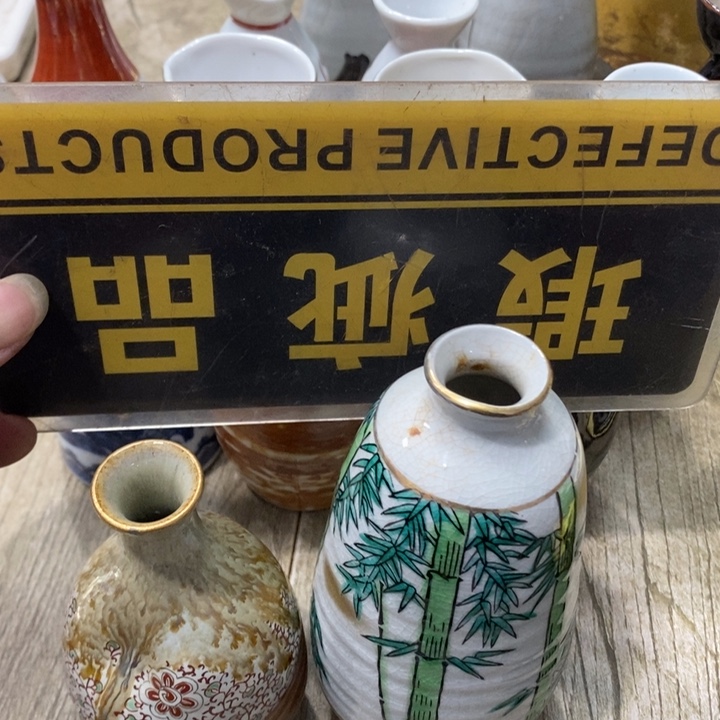 瑕疵品
DEFECTIVE PRODUCTS